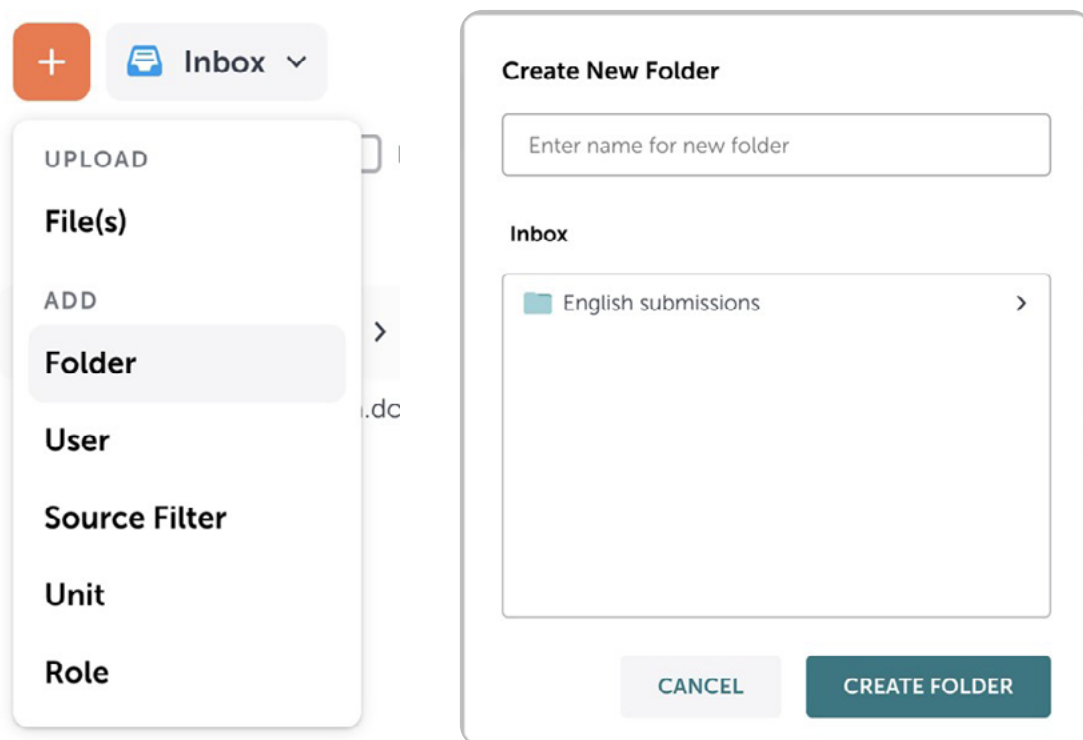 Inbox
UPLOAD
File(s)
ADD
Folder
.dc
User
Source Filter
Unit
Role
Create New Folder
Enter name for new folder
Inbox
English submissions
CANCEL
CREATE FOLDER